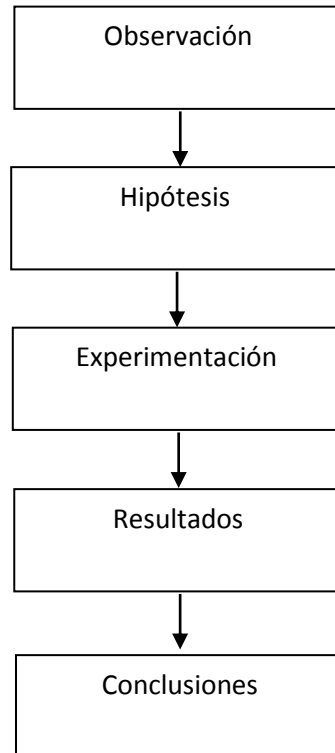 Observación
Hipótesis
Experimentación
Resultados
Conclusiones